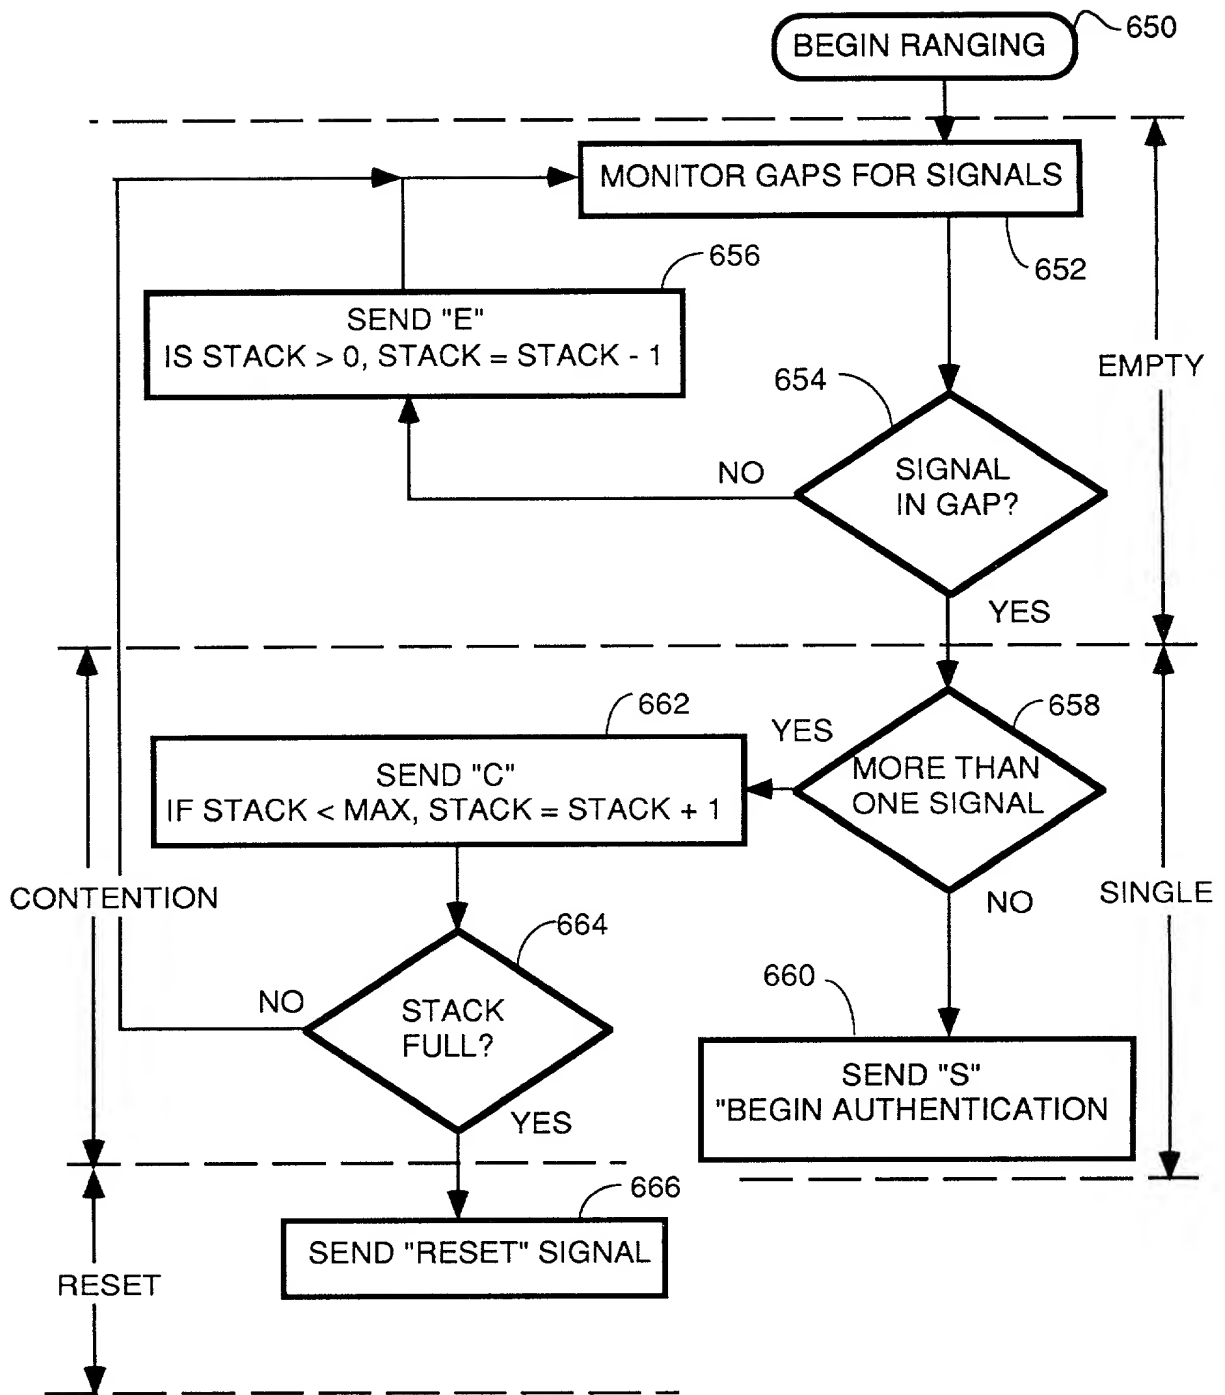 BEGIN RANGING
650
MONITOR GAPS FOR SIGNALS
652
656
SEND "E"
IS STACK > 0, STACK = STACK - 1
EMPTY
654
SIGNAL
IN GAP?
NO
YES
662
658
YES
MORE THAN
ONE SIGNAL
SEND "C"
IF STACK < MAX, STACK = STACK + 1
CONTENTION
SINGLE
NO
664
660
NO
STACK
FULL?
SEND "S"
"BEGIN AUTHENTICATION
YES
666
SEND "RESET" SIGNAL
RESET